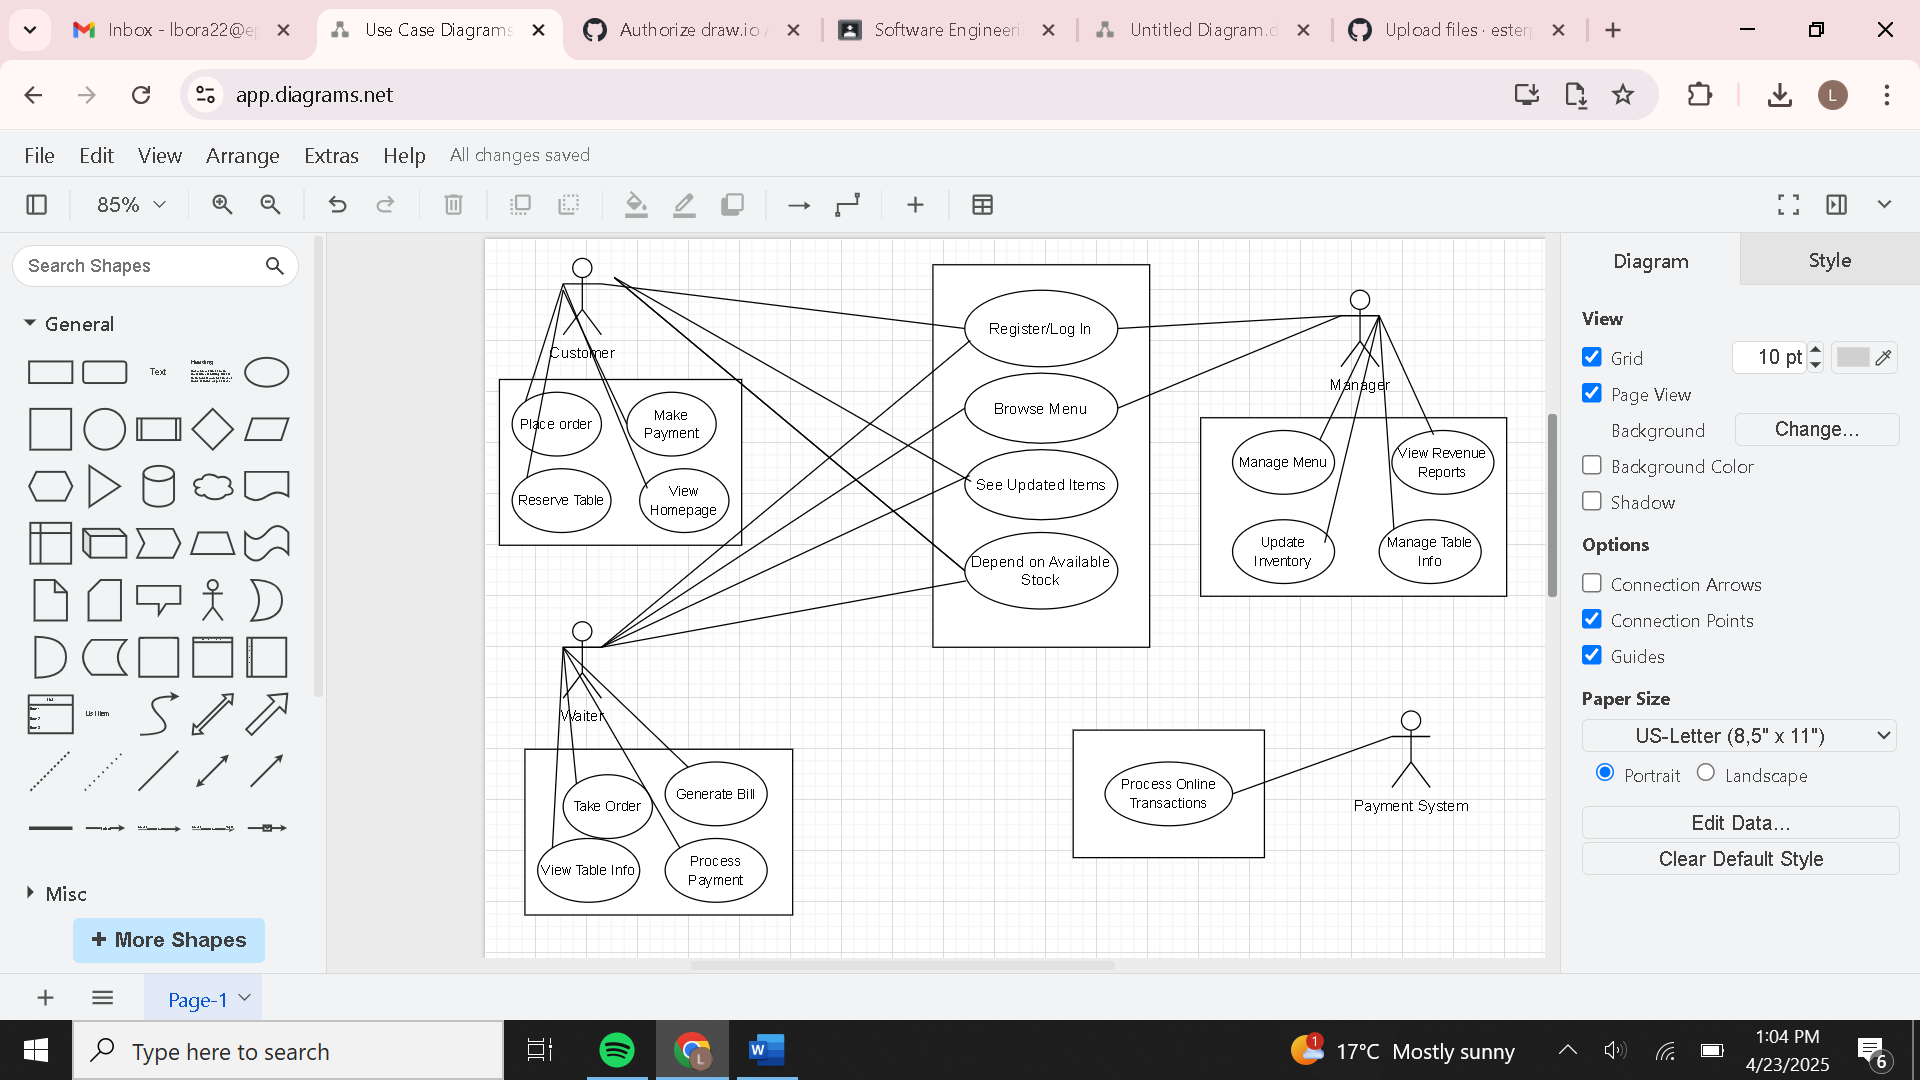 Inbox - lbora22@e
Use Case Diagrams
Authorize draw.io
Software Engineeri
Untitled Diagram.d
Upload files · ester
app.diagrams.net
L
File Edit View Arrange Extras Help All changes saved
85%
Search Shapes
General
Heading
Text
List Item
Misc
+ More Shapes
Customer
Place order
Make
Payment
Reserve Table
View
Homepage
Register/Log In
Browse Menu
See Updated Items
Depend on Available
Stock
Manager
Manage Menu
View Revenue
Reports
Update
Inventory
Manage Table
Info
Waiter
Take Order
Generate Bill
View Table Info
Process
Payment
Process Online
Transactions
Payment System
Diagram
Style
View
Grid
10 pt
Page View
Background
Change...
Background Color
Shadow
Options
Connection Arrows
Connection Points
Guides
Paper Size
US-Letter (8,5" x 11")
Portrait
Landscape
Edit Data...
Clear Default Style
Page-1
Type here to search
L
W
1
17°C Mostly sunny
1:04 PM
4/23/2025
6